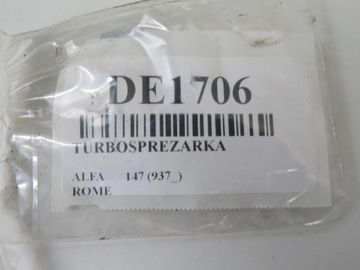 DE1706
TURBOSPREZARKA
ALFA 147 (937_)
ROME